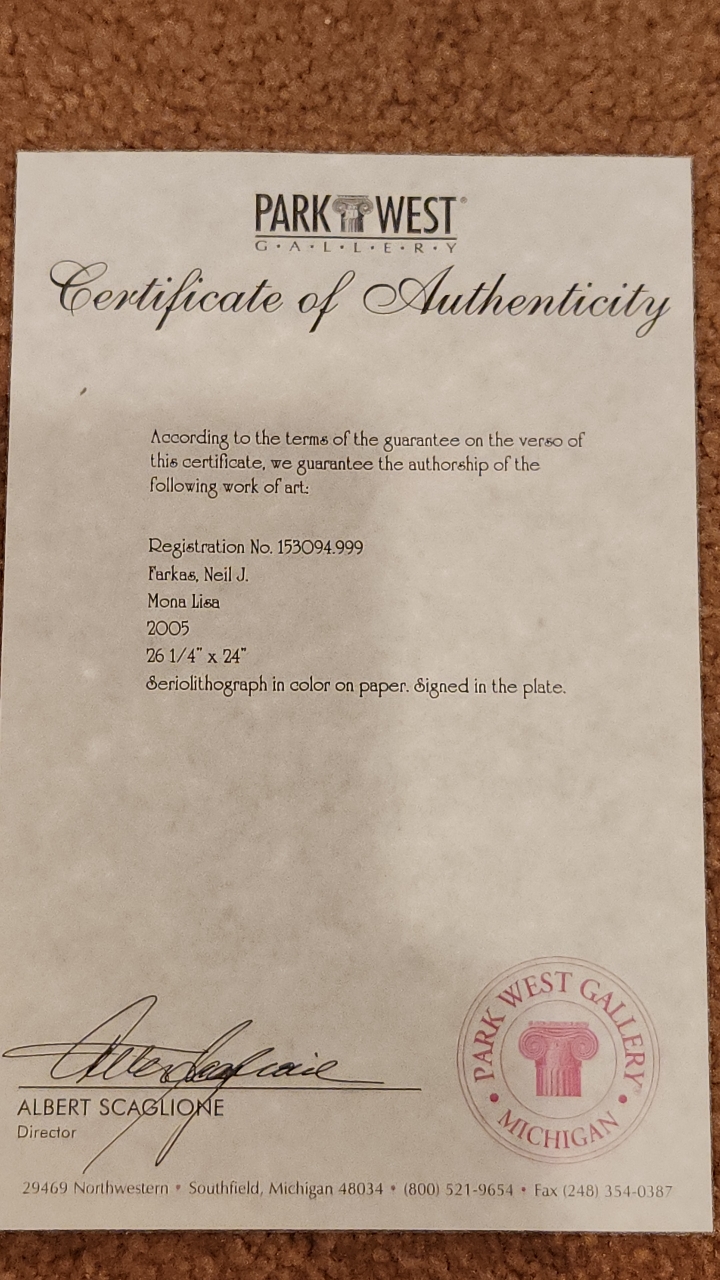 PARK WEST®
G·A·L·L·E·R·Y
Certificate of Authenticity
According to the terms of the guarantee on the verso of
this certificate, we guarantee the authorship of the
following work of art:
Registration No. 153094.999
Farkas, Neil J.
Mona Lisa
2005
26 1/4" x 24"
Seriolithograph in color on paper. Signed in the plate.
PARK WEST GALLERY®
• MICHIGAN •
ALBERT SCAGLIONE
Director
29469 Northwestern • Southfield, Michigan 48034 • (800) 521-9654 • Fax (248) 354-0387